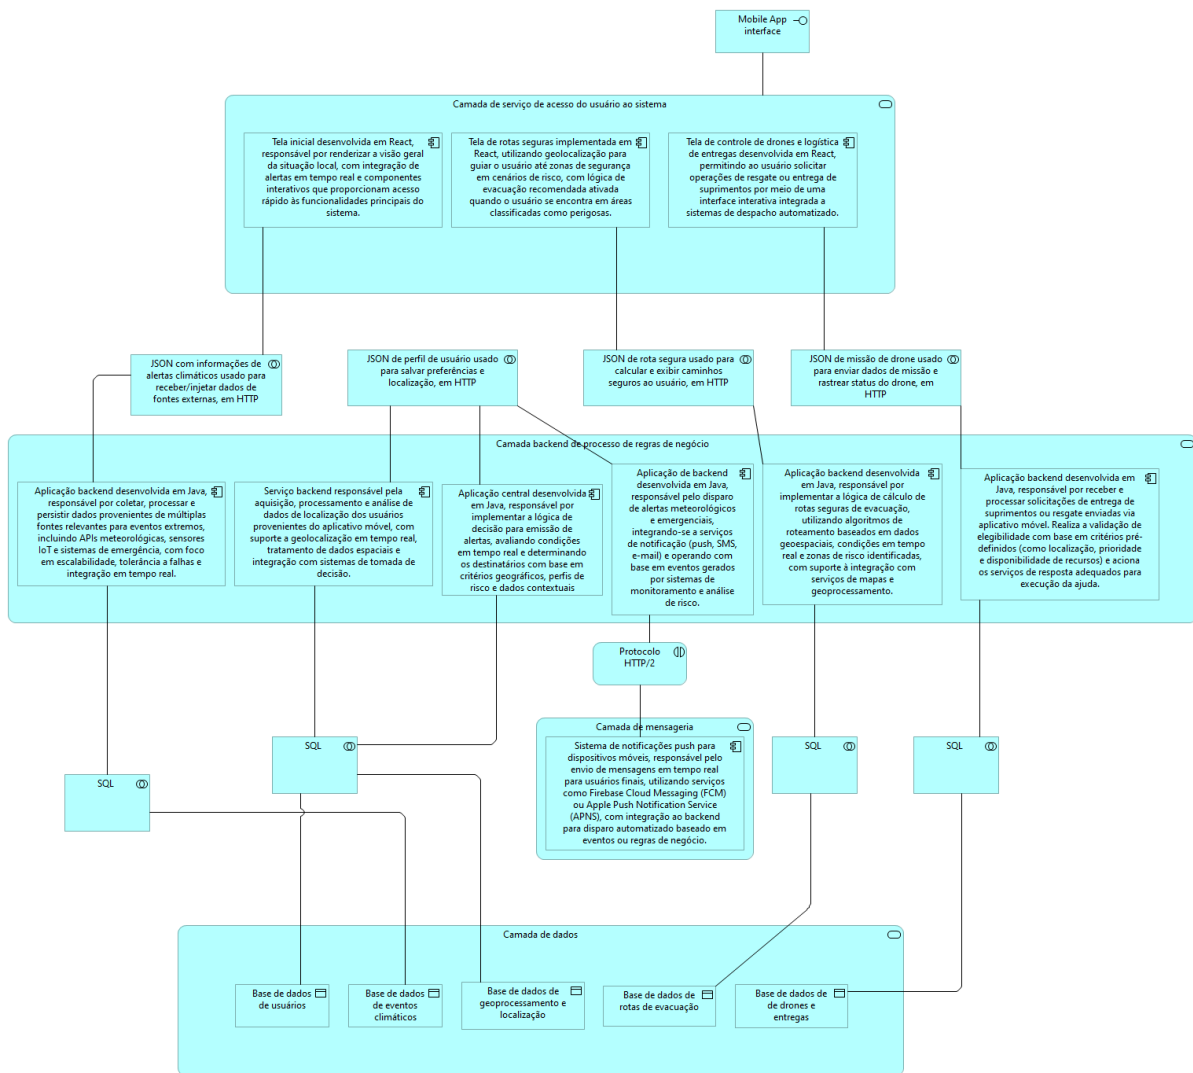 Mobile App
interface
Camada de serviço de acesso do usuário ao sistema
Tela inicial desenvolvida em React,
responsável por renderizar a visão geral
da situação local, com integração de
alertas em tempo real e componentes
interativos que proporcionam acesso
rápido às funcionalidades principais do
sistema.
Tela de rotas seguras implementada em
React, utilizando geolocalização para
guiar o usuário até zonas de segurança
em cenários de risco, com lógica de
evacuação recomendada ativada
quando o usuário se encontra em áreas
classificadas como perigosas.
Tela de controle de drones e logística
de entregas desenvolvida em React,
permitindo ao usuário solicitar
operações de resgate ou entrega de
suprimentos por meio de uma
interface interativa integrada a
sistemas de despacho automatizado.
JSON com informações de
alertas climáticos usado para
receber/injetar dados de
fontes externas, em HTTP
JSON de perfil de usuário usado
para salvar preferências e
localização, em HTTP
JSON de rota segura usado para
calcular e exibir caminhos
seguros ao usuário, em HTTP
JSON de missão de drone usado
para enviar dados de missão e
rastrear status do drone, em
HTTP
Camada backend de processo de regras de negócio
Aplicação backend desenvolvida em Java,
responsável por coletar, processar e
persistir dados provenientes de múltiplas
fontes relevantes para eventos extremos,
incluindo APIs meteorológicas, sensores
IoT e sistemas de emergência, com foco
em escalabilidade, tolerância a falhas e
integração em tempo real.
Serviço backend responsável pela
aquisição, processamento e análise de
dados de localização dos usuários
provenientes do aplicativo móvel, com
suporte a geolocalização em tempo real,
tratamento de dados espaciais e
integração com sistemas de tomada de
decisão.
Aplicação central desenvolvida
em Java, responsável por
implementar a lógica de
decisão para emissão de
alertas, avaliando condições
em tempo real e determinando
os destinatários com base em
critérios geográficos, perfis de
risco e dados contextuais
Aplicação de backend
desenvolvida em Java,
responsável pelo disparo
de alertas meteorológicos
e emergenciais,
integrando-se a serviços
de notificação (push, SMS,
e-mail) e operando com
base em eventos gerados
por sistemas de
monitoramento e análise
de risco.
Aplicação backend desenvolvida
em Java, responsável por
implementar a lógica de cálculo de
rotas seguras de evacuação,
utilizando algoritmos de
roteamento baseados em dados
geoespaciais, condições em tempo
real e zonas de risco identificadas,
com suporte à integração com
serviços de mapas e
geoprocessamento.
Aplicação backend desenvolvida em
Java, responsável por receber e
processar solicitações de entrega de
suprimentos ou resgate enviadas via
aplicativo móvel. Realiza a validação de
elegibilidade com base em critérios pré-
definidos (como localização, prioridade
e disponibilidade de recursos) e aciona
os serviços de resposta adequados para
execução da ajuda.
Protocolo
HTTP/2
Camada de mensageria
Sistema de notificações push para
dispositivos móveis, responsável pelo
envio de mensagens em tempo real
para usuários finais, utilizando serviços
como Firebase Cloud Messaging (FCM)
ou Apple Push Notification Service
(APNS), com integração ao backend
para disparo automatizado baseado em
eventos ou regras de negócio.
SQL
SQL
SQL
SQL
Camada de dados
Base de dados
de usuários
Base de dados
de eventos
climáticos
Base de dados de
geoprocessamento e
localização
Base de dados de
rotas de evacuação
Base de dados de
de drones e
entregas